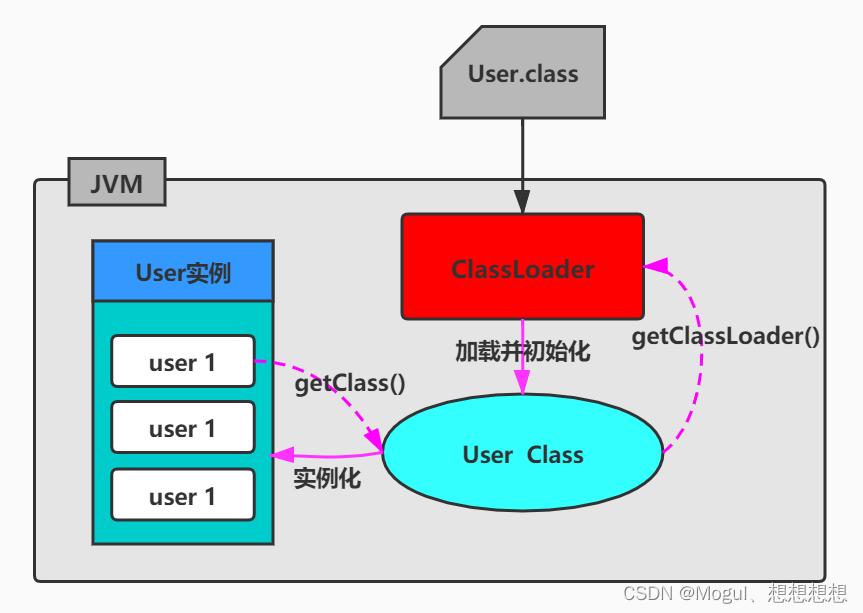 User.class
JVM
ClassLoader
User实例
getClassLoader()
加载并初始化
user 1
getClass()
user 1
User Class
实例化
user 1
CSDN @Mogul、想想想想